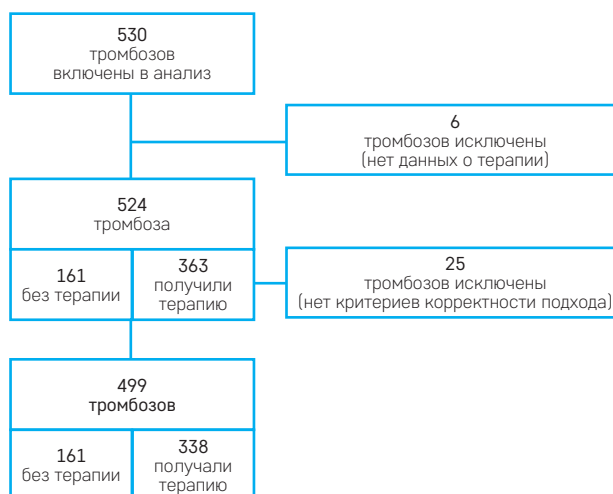 530
тромбозов
включены в анализ
6
тромбозов исключены
(нет данных о терапии)
524
тромбоза
161
без терапии
363
получили
терапию
25
тромбозов исключены
(нет критериев корректности подхода)
499
тромбозов
161
без терапии
338
получали
терапию